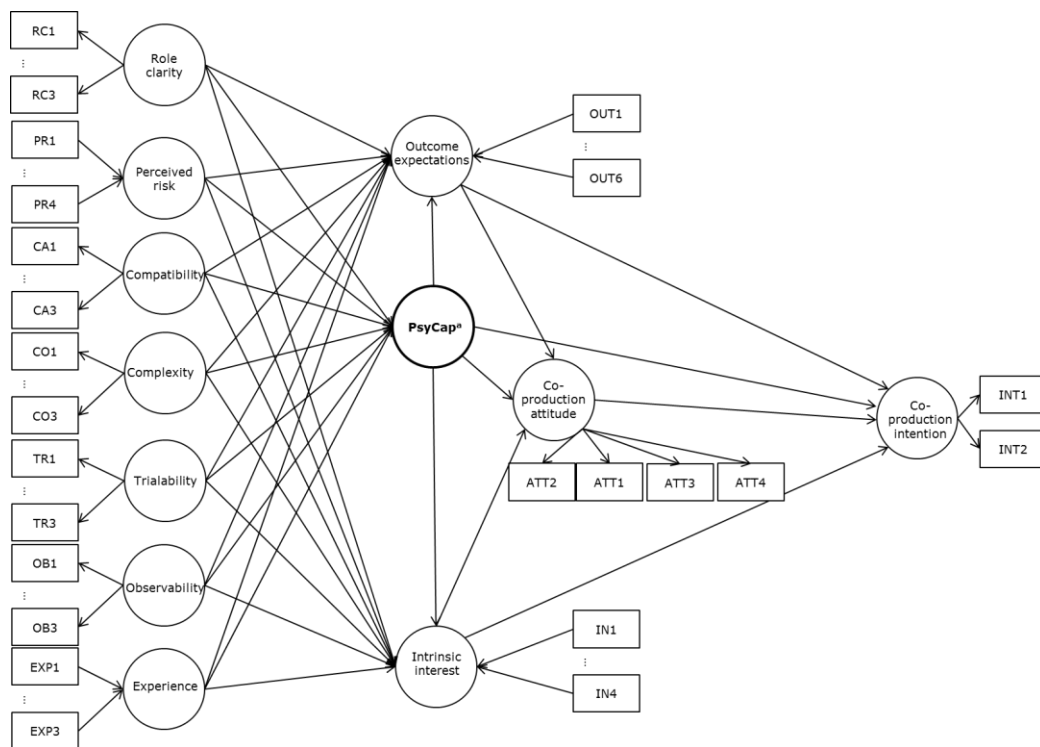 RC1
⋮
RC3
Role
clarity
PR1
⋮
PR4
Perceived
risk
CA1
⋮
CA3
Compatibility
CO1
⋮
CO3
Complexity
TR1
⋮
TR3
Trialability
OB1
⋮
OB3
Observability
EXP1
⋮
EXP3
Experience
Outcome
expectations
OUT1
⋮
OUT6
PsyCapᵃ
Co-
production
attitude
ATT2
ATT1
ATT3
ATT4
Intrinsic
interest
IN1
⋮
IN4
Co-
production
intention
INT1
INT2